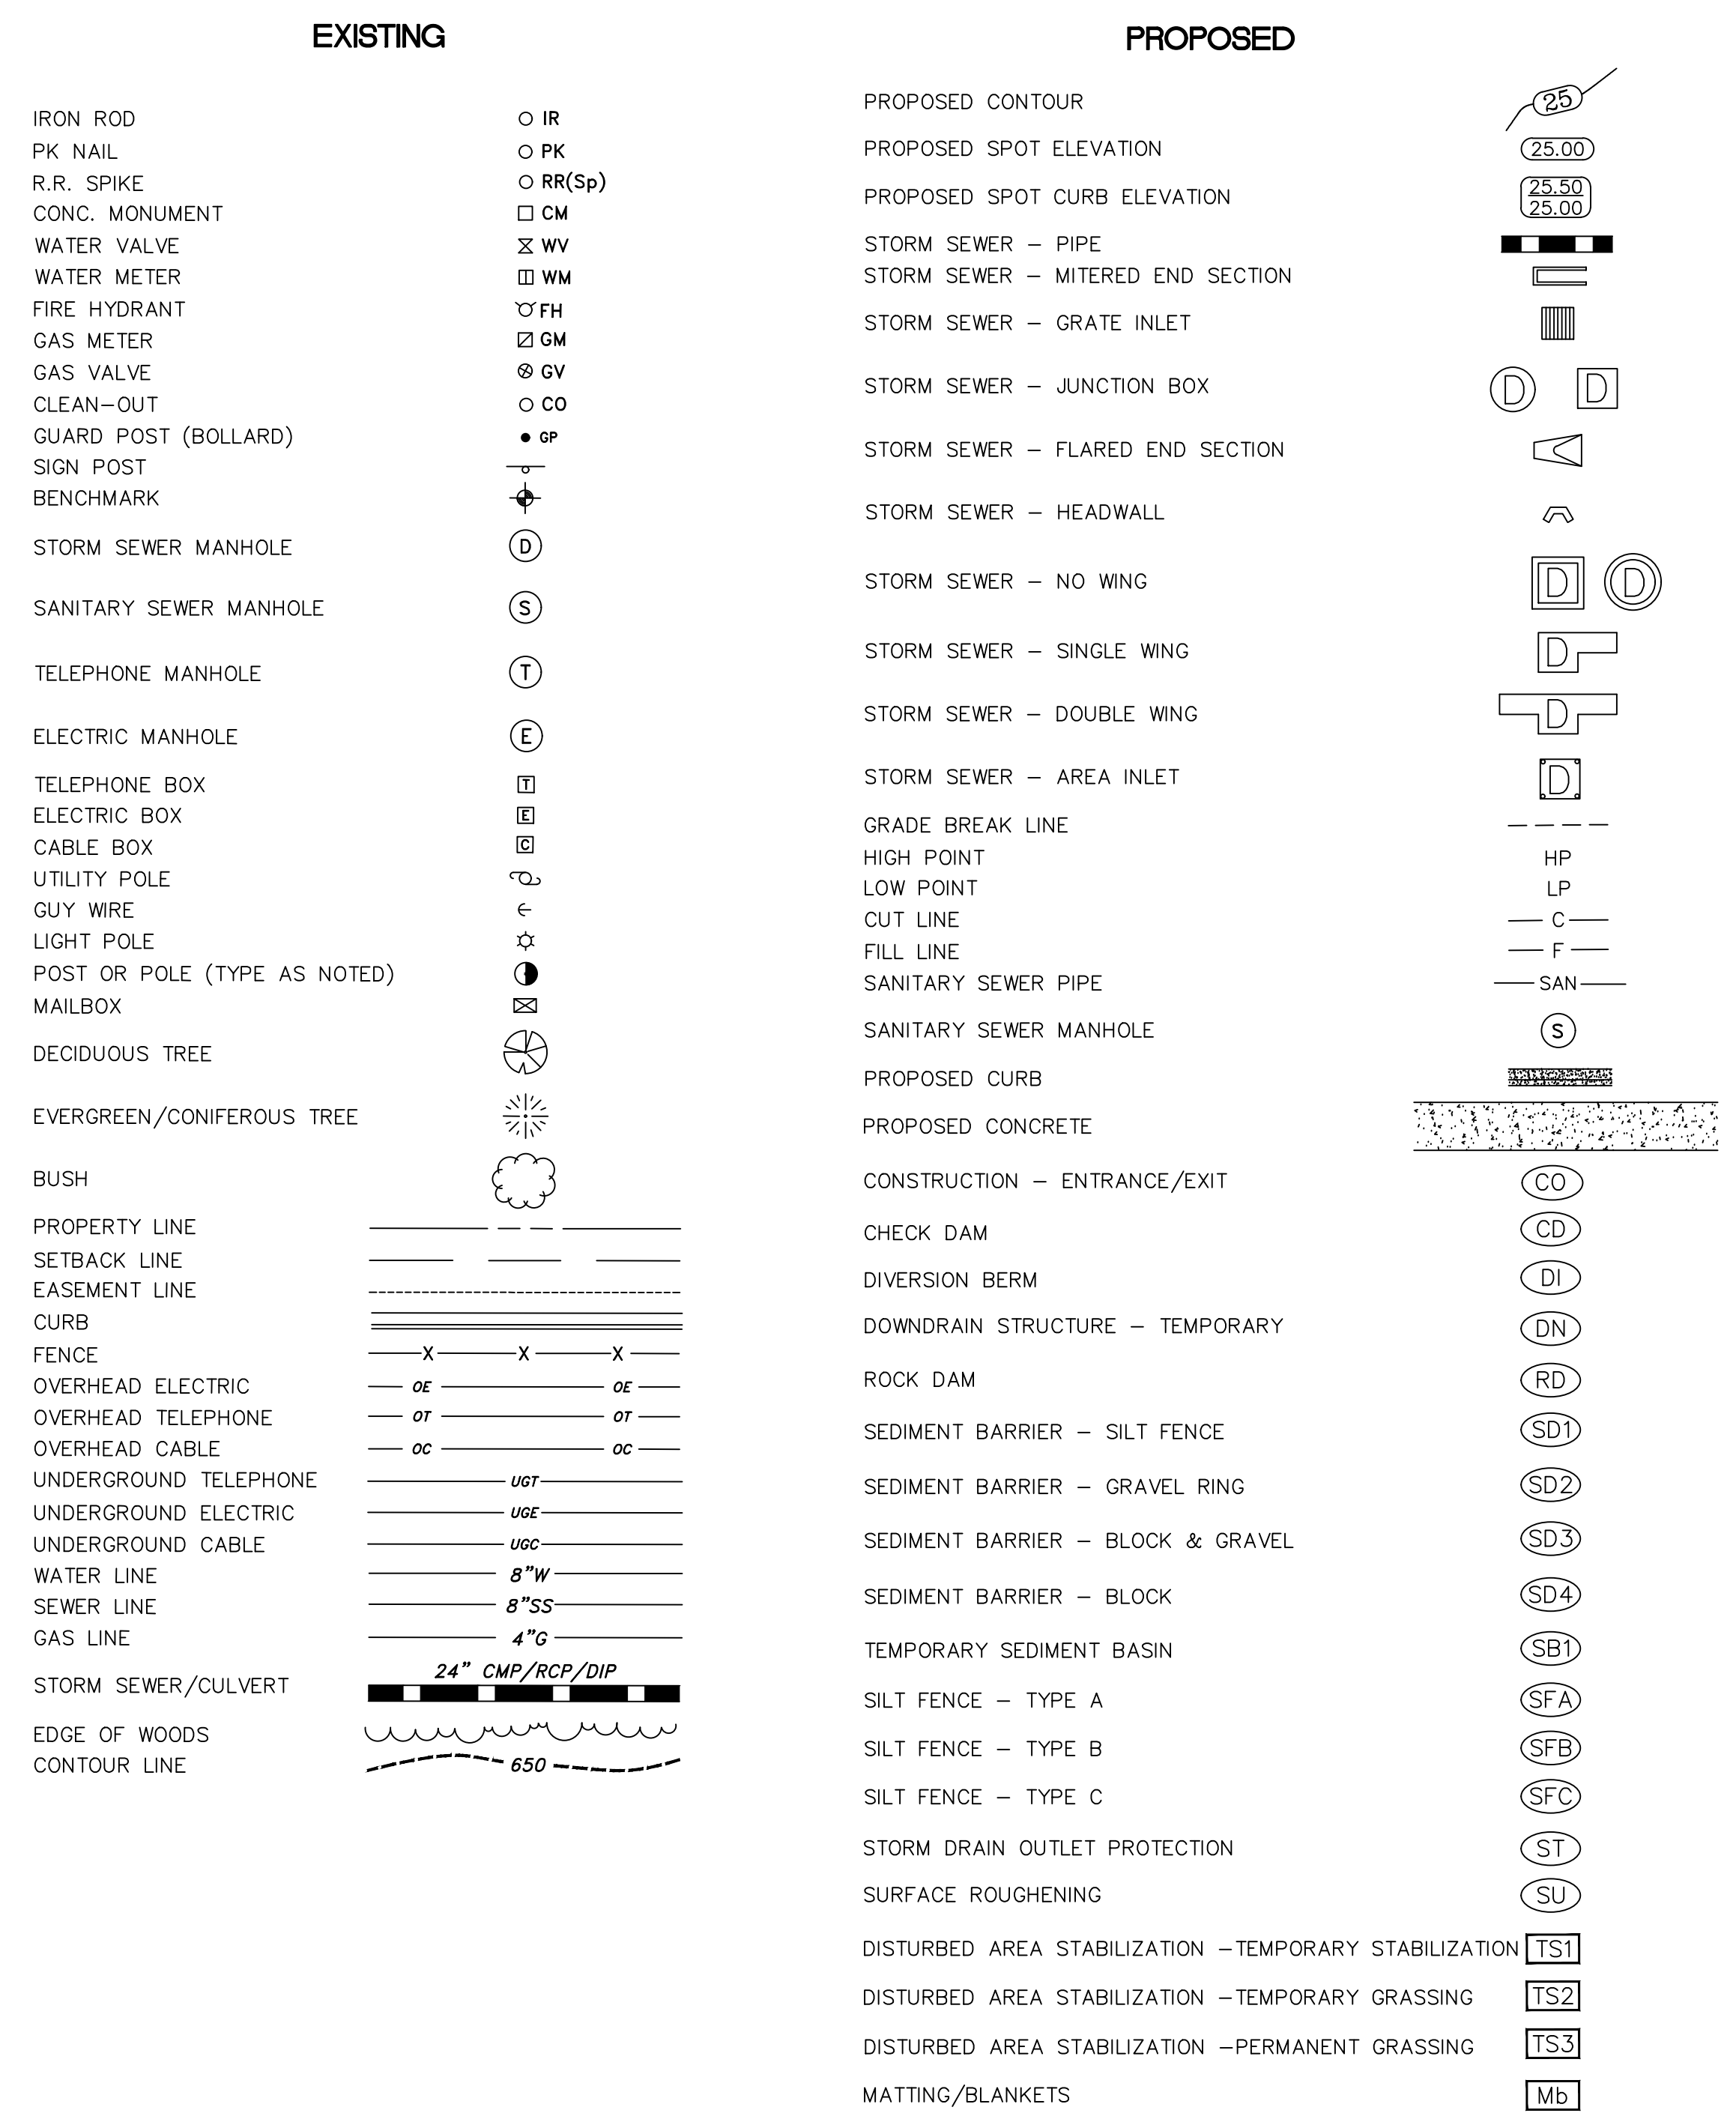 EXISTING
IRON ROD IR
PK NAIL PK
R.R. SPIKE RR(Sp)
CONC. MONUMENT CM
WATER VALVE WV
WATER METER WM
FIRE HYDRANT FH
GAS METER GM
GAS VALVE GV
CLEAN-OUT CO
GUARD POST (BOLLARD) GP
SIGN POST
BENCHMARK
STORM SEWER MANHOLE D
SANITARY SEWER MANHOLE S
TELEPHONE MANHOLE T
ELECTRIC MANHOLE E
TELEPHONE BOX T
ELECTRIC BOX E
CABLE BOX C
UTILITY POLE
GUY WIRE
LIGHT POLE
POST OR POLE (TYPE AS NOTED)
MAILBOX
DECIDUOUS TREE
EVERGREEN/CONIFEROUS TREE
BUSH
PROPERTY LINE
SETBACK LINE
EASEMENT LINE
CURB
FENCE X X X
OVERHEAD ELECTRIC OE OE
OVERHEAD TELEPHONE OT OT
OVERHEAD CABLE OC OC
UNDERGROUND TELEPHONE UGT
UNDERGROUND ELECTRIC UGE
UNDERGROUND CABLE UGC
WATER LINE 8"W
SEWER LINE 8"SS
GAS LINE 4"G
24" CMP/RCP/DIP
STORM SEWER/CULVERT
EDGE OF WOODS
CONTOUR LINE 650
PROPOSED
PROPOSED CONTOUR 25
PROPOSED SPOT ELEVATION 25.00
PROPOSED SPOT CURB ELEVATION 25.50
25.00
STORM SEWER - PIPE
STORM SEWER - MITERED END SECTION
STORM SEWER - GRATE INLET
STORM SEWER - JUNCTION BOX D D
STORM SEWER - FLARED END SECTION
STORM SEWER - HEADWALL
STORM SEWER - NO WING D D
STORM SEWER - SINGLE WING D
STORM SEWER - DOUBLE WING D
STORM SEWER - AREA INLET D
GRADE BREAK LINE
HIGH POINT HP
LOW POINT LP
CUT LINE C
FILL LINE F
SANITARY SEWER PIPE SAN
SANITARY SEWER MANHOLE S
PROPOSED CURB
PROPOSED CONCRETE
CONSTRUCTION - ENTRANCE/EXIT CO
CHECK DAM CD
DIVERSION BERM DI
DOWNDRAIN STRUCTURE - TEMPORARY DN
ROCK DAM RD
SEDIMENT BARRIER - SILT FENCE SD1
SEDIMENT BARRIER - GRAVEL RING SD2
SEDIMENT BARRIER - BLOCK & GRAVEL SD3
SEDIMENT BARRIER - BLOCK SD4
TEMPORARY SEDIMENT BASIN SB1
SILT FENCE - TYPE A SFA
SILT FENCE - TYPE B SFB
SILT FENCE - TYPE C SFC
STORM DRAIN OUTLET PROTECTION ST
SURFACE ROUGHENING SU
DISTURBED AREA STABILIZATION -TEMPORARY STABILIZATION TS1
DISTURBED AREA STABILIZATION -TEMPORARY GRASSING TS2
DISTURBED AREA STABILIZATION -PERMANENT GRASSING TS3
MATTING/BLANKETS Mb